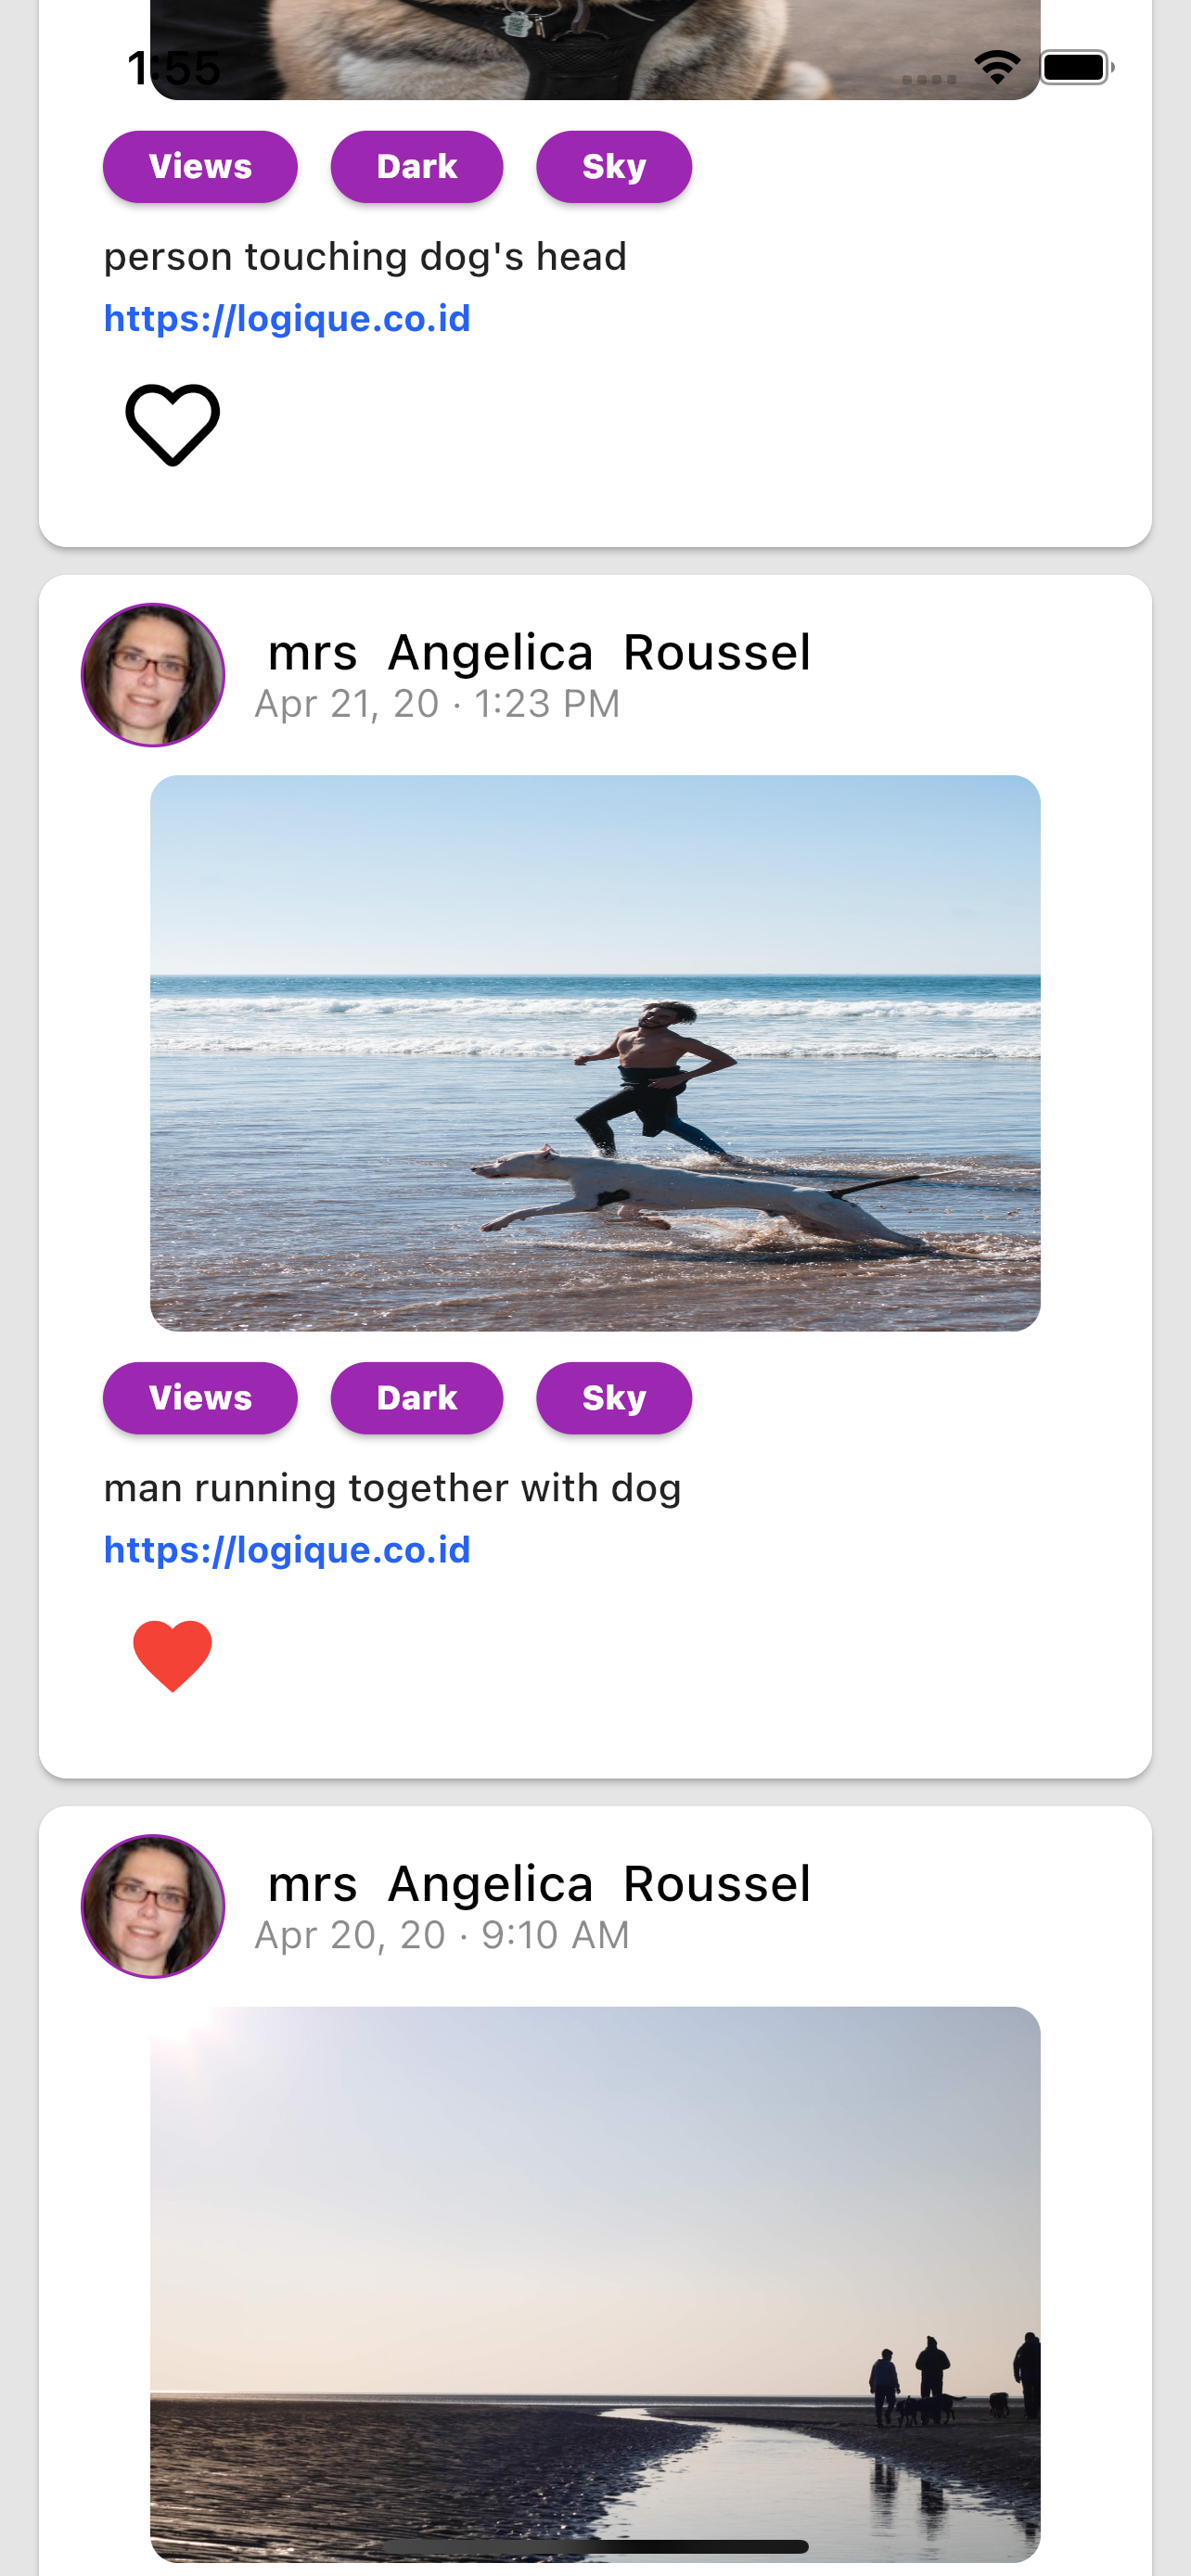 1:55
Views Dark Sky
person touching dog's head
https://logique.co.id
mrs Angelica Roussel
Apr 21, 20 · 1:23 PM
Views Dark Sky
man running together with dog
https://logique.co.id
mrs Angelica Roussel
Apr 20, 20 · 9:10 AM